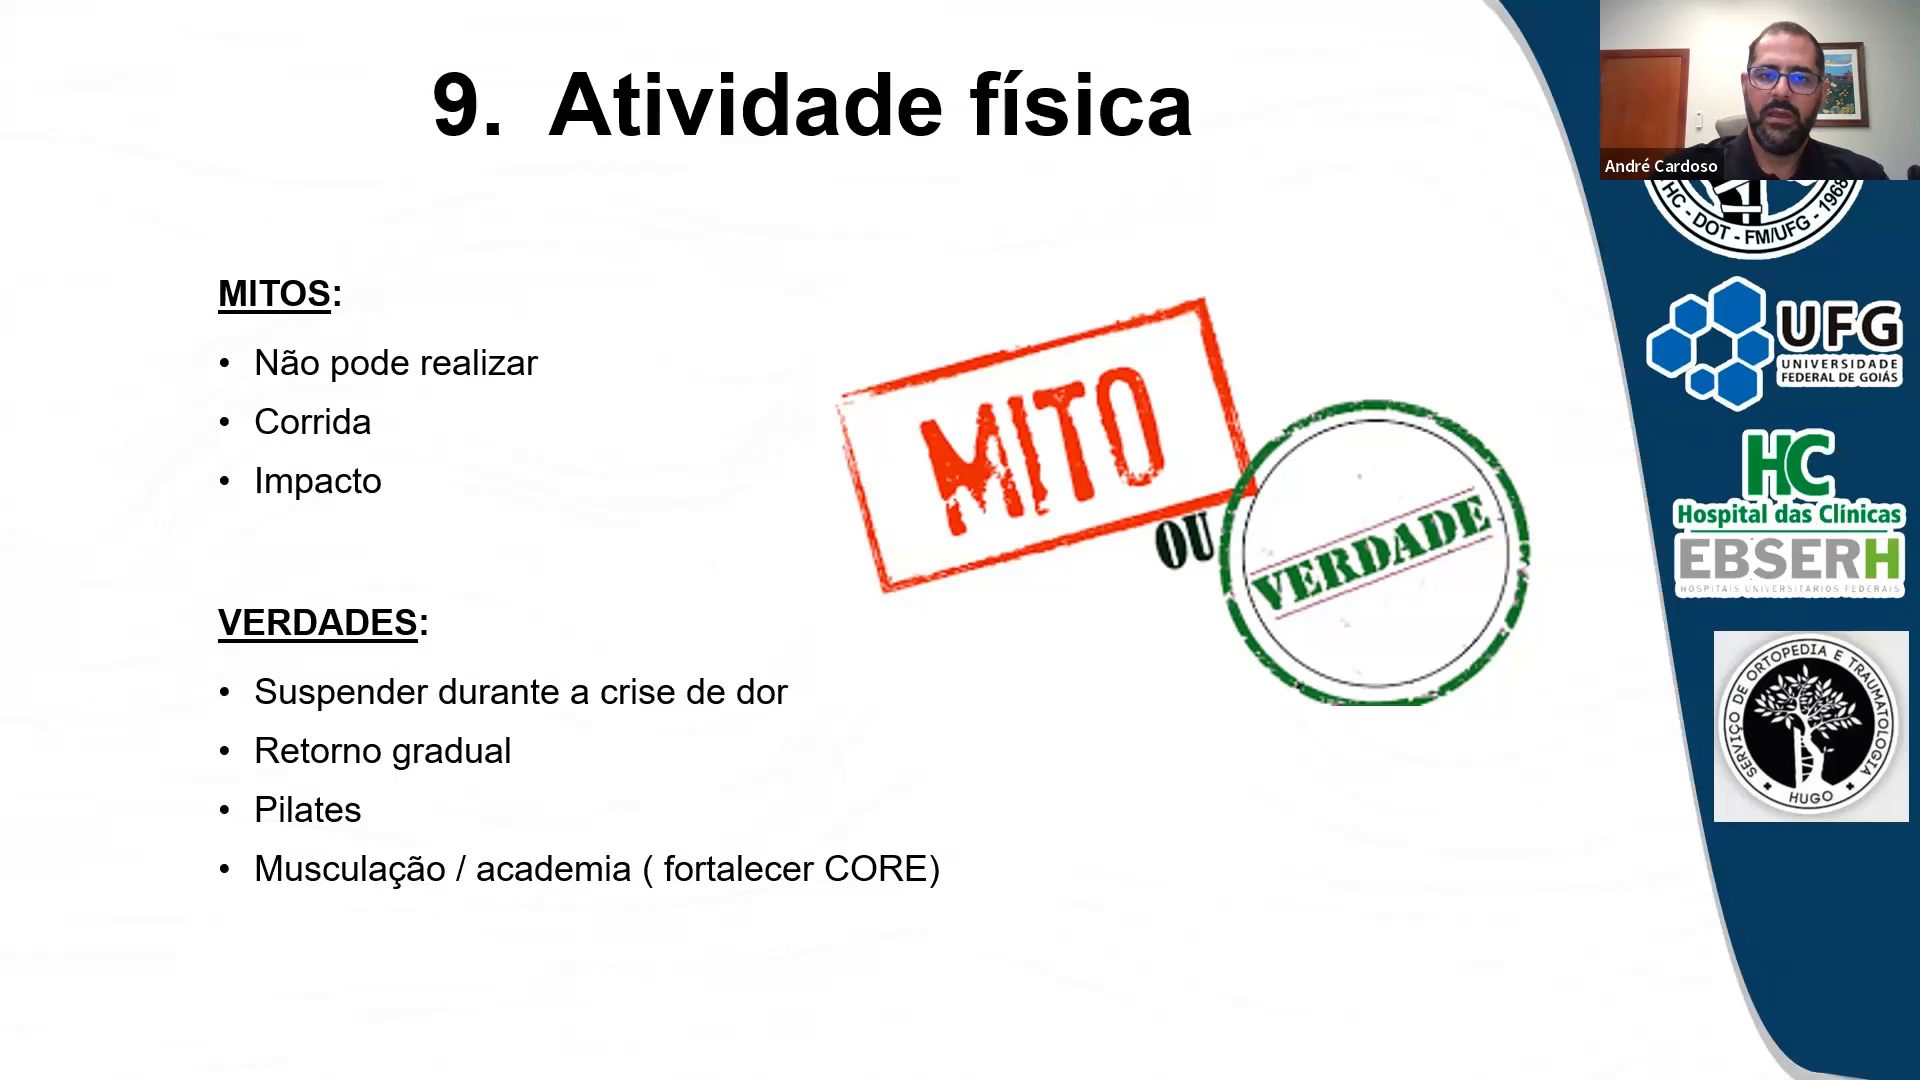 9. Atividade física
André Cardoso
HC - DOT - FM/UFG - 1968
MITOS:
• Não pode realizar
• Corrida
• Impacto
MITO
OU
VERDADE
VERDADES:
• Suspender durante a crise de dor
• Retorno gradual
• Pilates
• Musculação / academia ( fortalecer CORE)
UFG
UNIVERSIDADE
FEDERAL DE GOIÁS
HC
Hospital das Clínicas
EBSERH
HOSPITAIS UNIVERSITÁRIOS FEDERAIS
SERVIÇO DE ORTOPEDIA E TRAUMATOLOGIA
HUGO